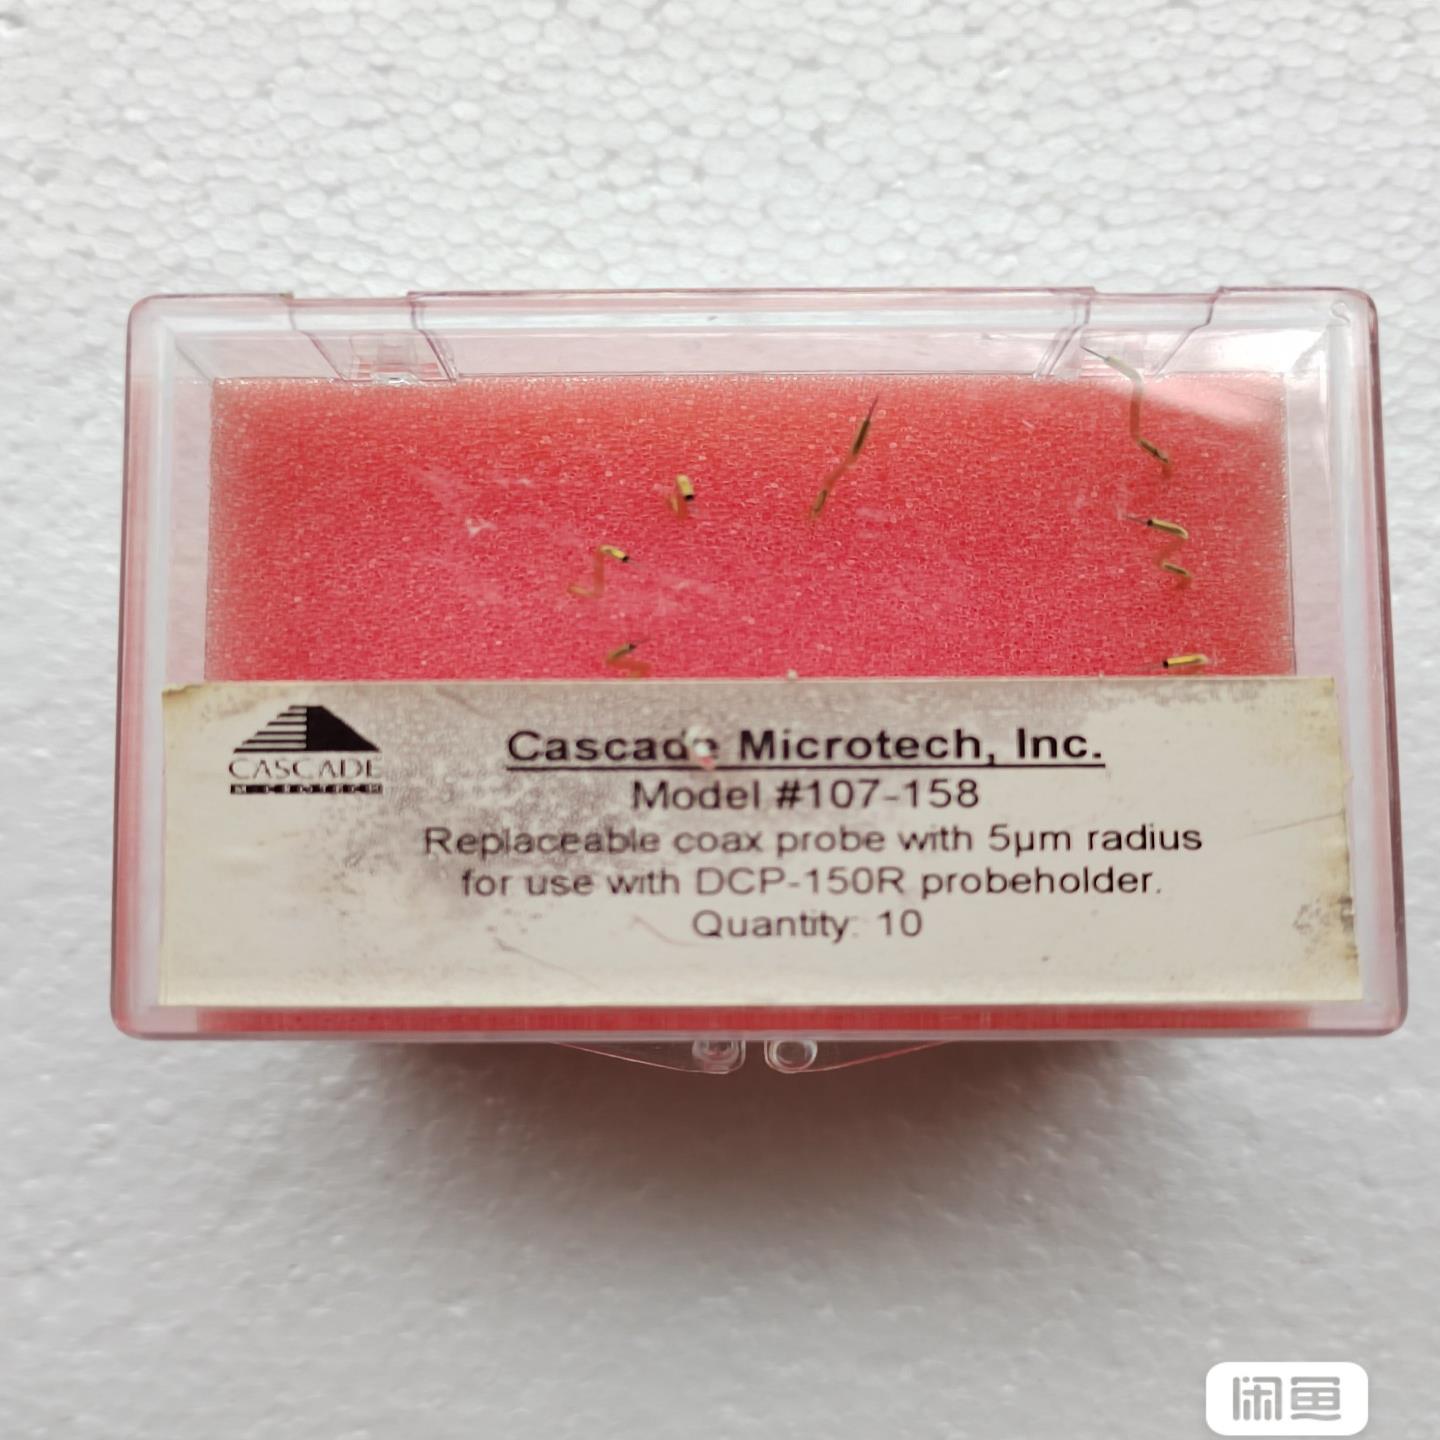 CASCADE
MICROTECH
Cascade Microtech, Inc.
Model #107-158
Replaceable coax probe with 5µm radius
for use with DCP-150R probeholder.
Quantity: 10
闲鱼